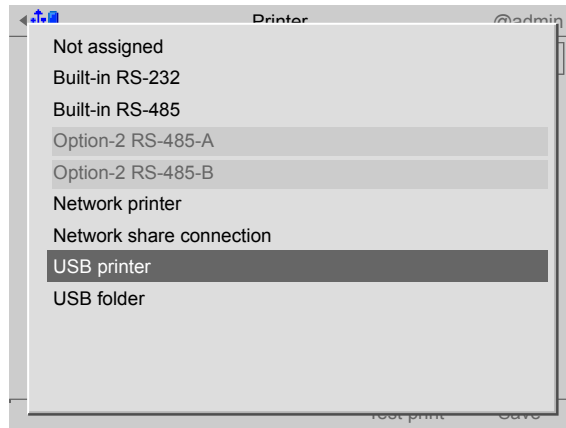 Printer @admin
Not assigned
Built-in RS-232
Built-in RS-485
Option-2 RS-485-A
Option-2 RS-485-B
Network printer
Network share connection
USB printer
USB folder
Test print Save